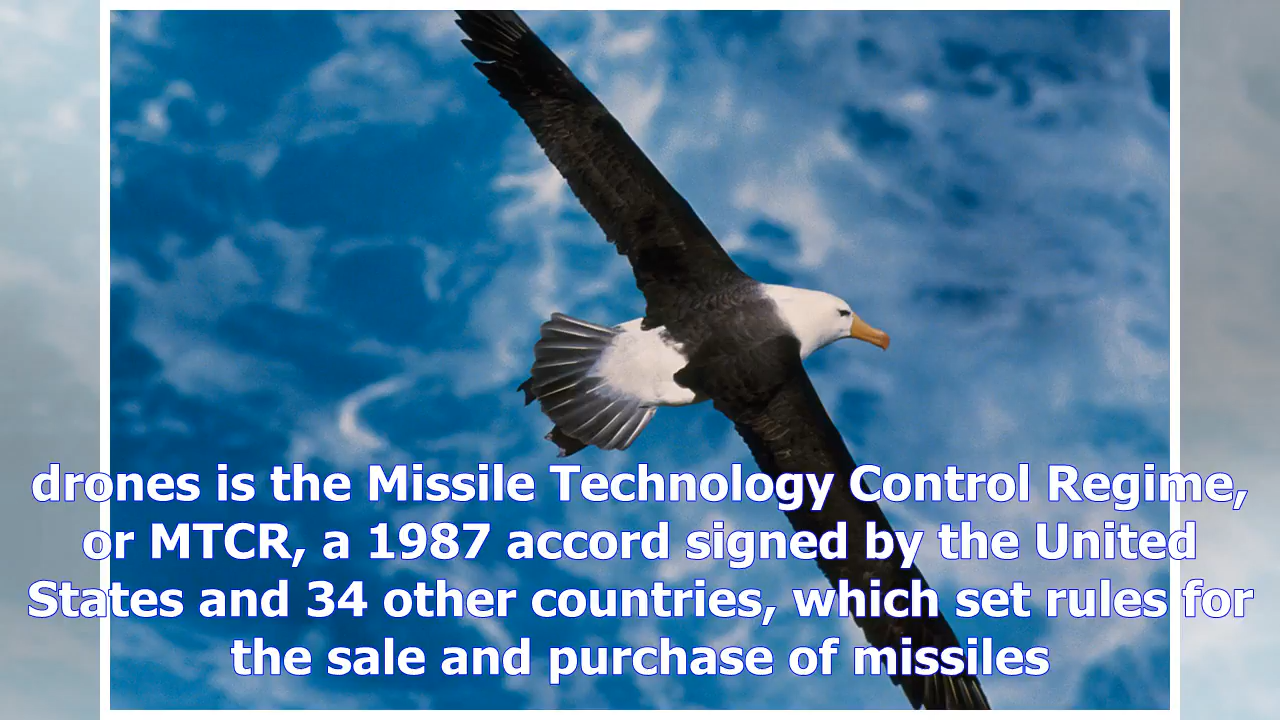 drones is the Missile Technology Control Regime,
or MTCR, a 1987 accord signed by the United
States and 34 other countries, which set rules for
the sale and purchase of missiles